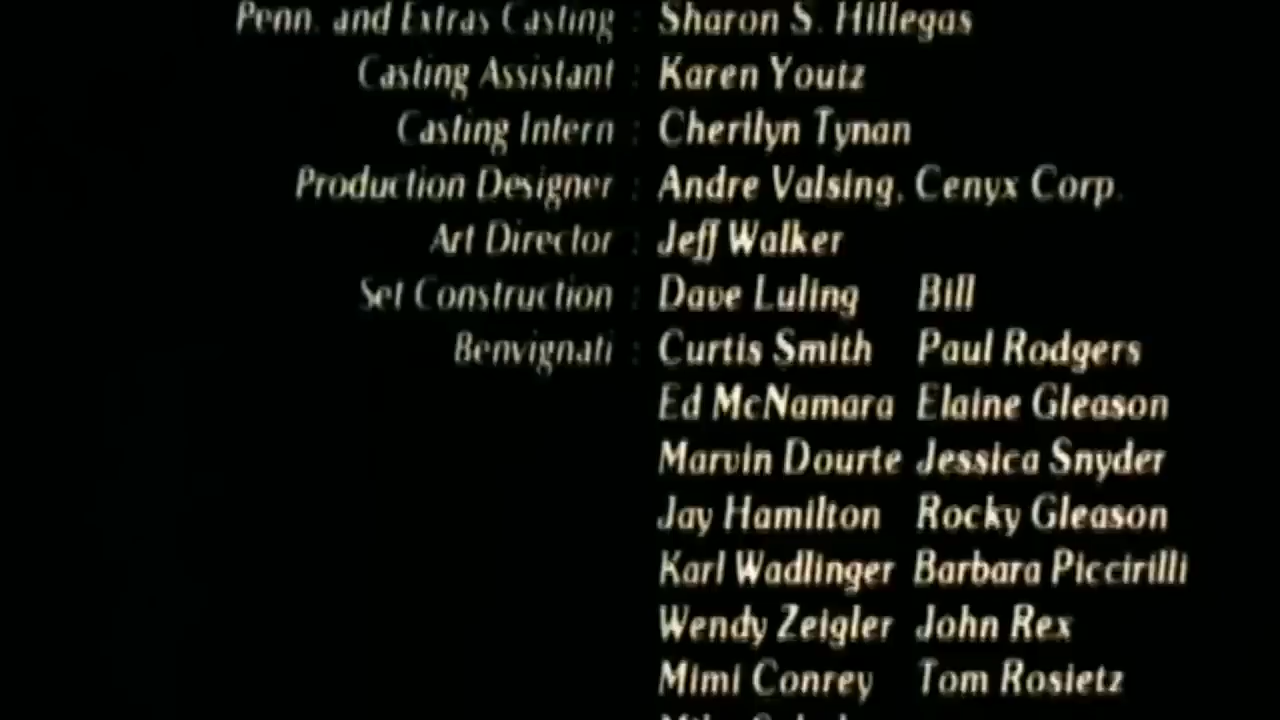 Penn. and Extras Casting : Sharon S. Hillegas
Casting Assistant : Karen Youtz
Casting Intern : Cherilyn Tynan
Production Designer : Andre Valsing, Cenyx Corp.
Art Director : Jeff Walker
Set Construction : Dave Luling Bill
Benvignati : Curtis Smith Paul Rodgers
Ed McNamara Elaine Gleason
Marvin Dourte Jessica Snyder
Jay Hamilton Rocky Gleason
Karl Wadlinger Barbara Piccirilli
Wendy Zeigler John Rex
Mimi Conrey Tom Rosietz